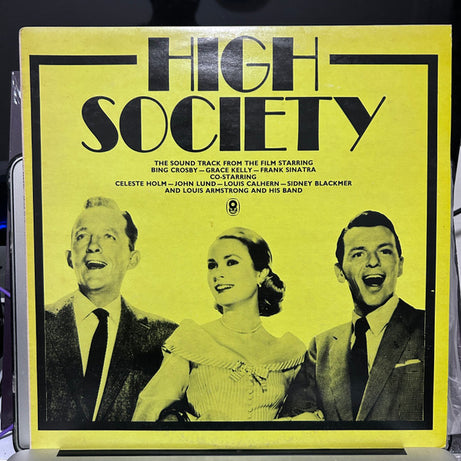 HIGH
SOCIETY
THE SOUND TRACK FROM THE FILM STARRING
BING CROSBY—GRACE KELLY—FRANK SINATRA
CO-STARRING
CELESTE HOLM—JOHN LUND—LOUIS CALHERN—SIDNEY BLACKMER
AND LOUIS ARMSTRONG AND HIS BAND